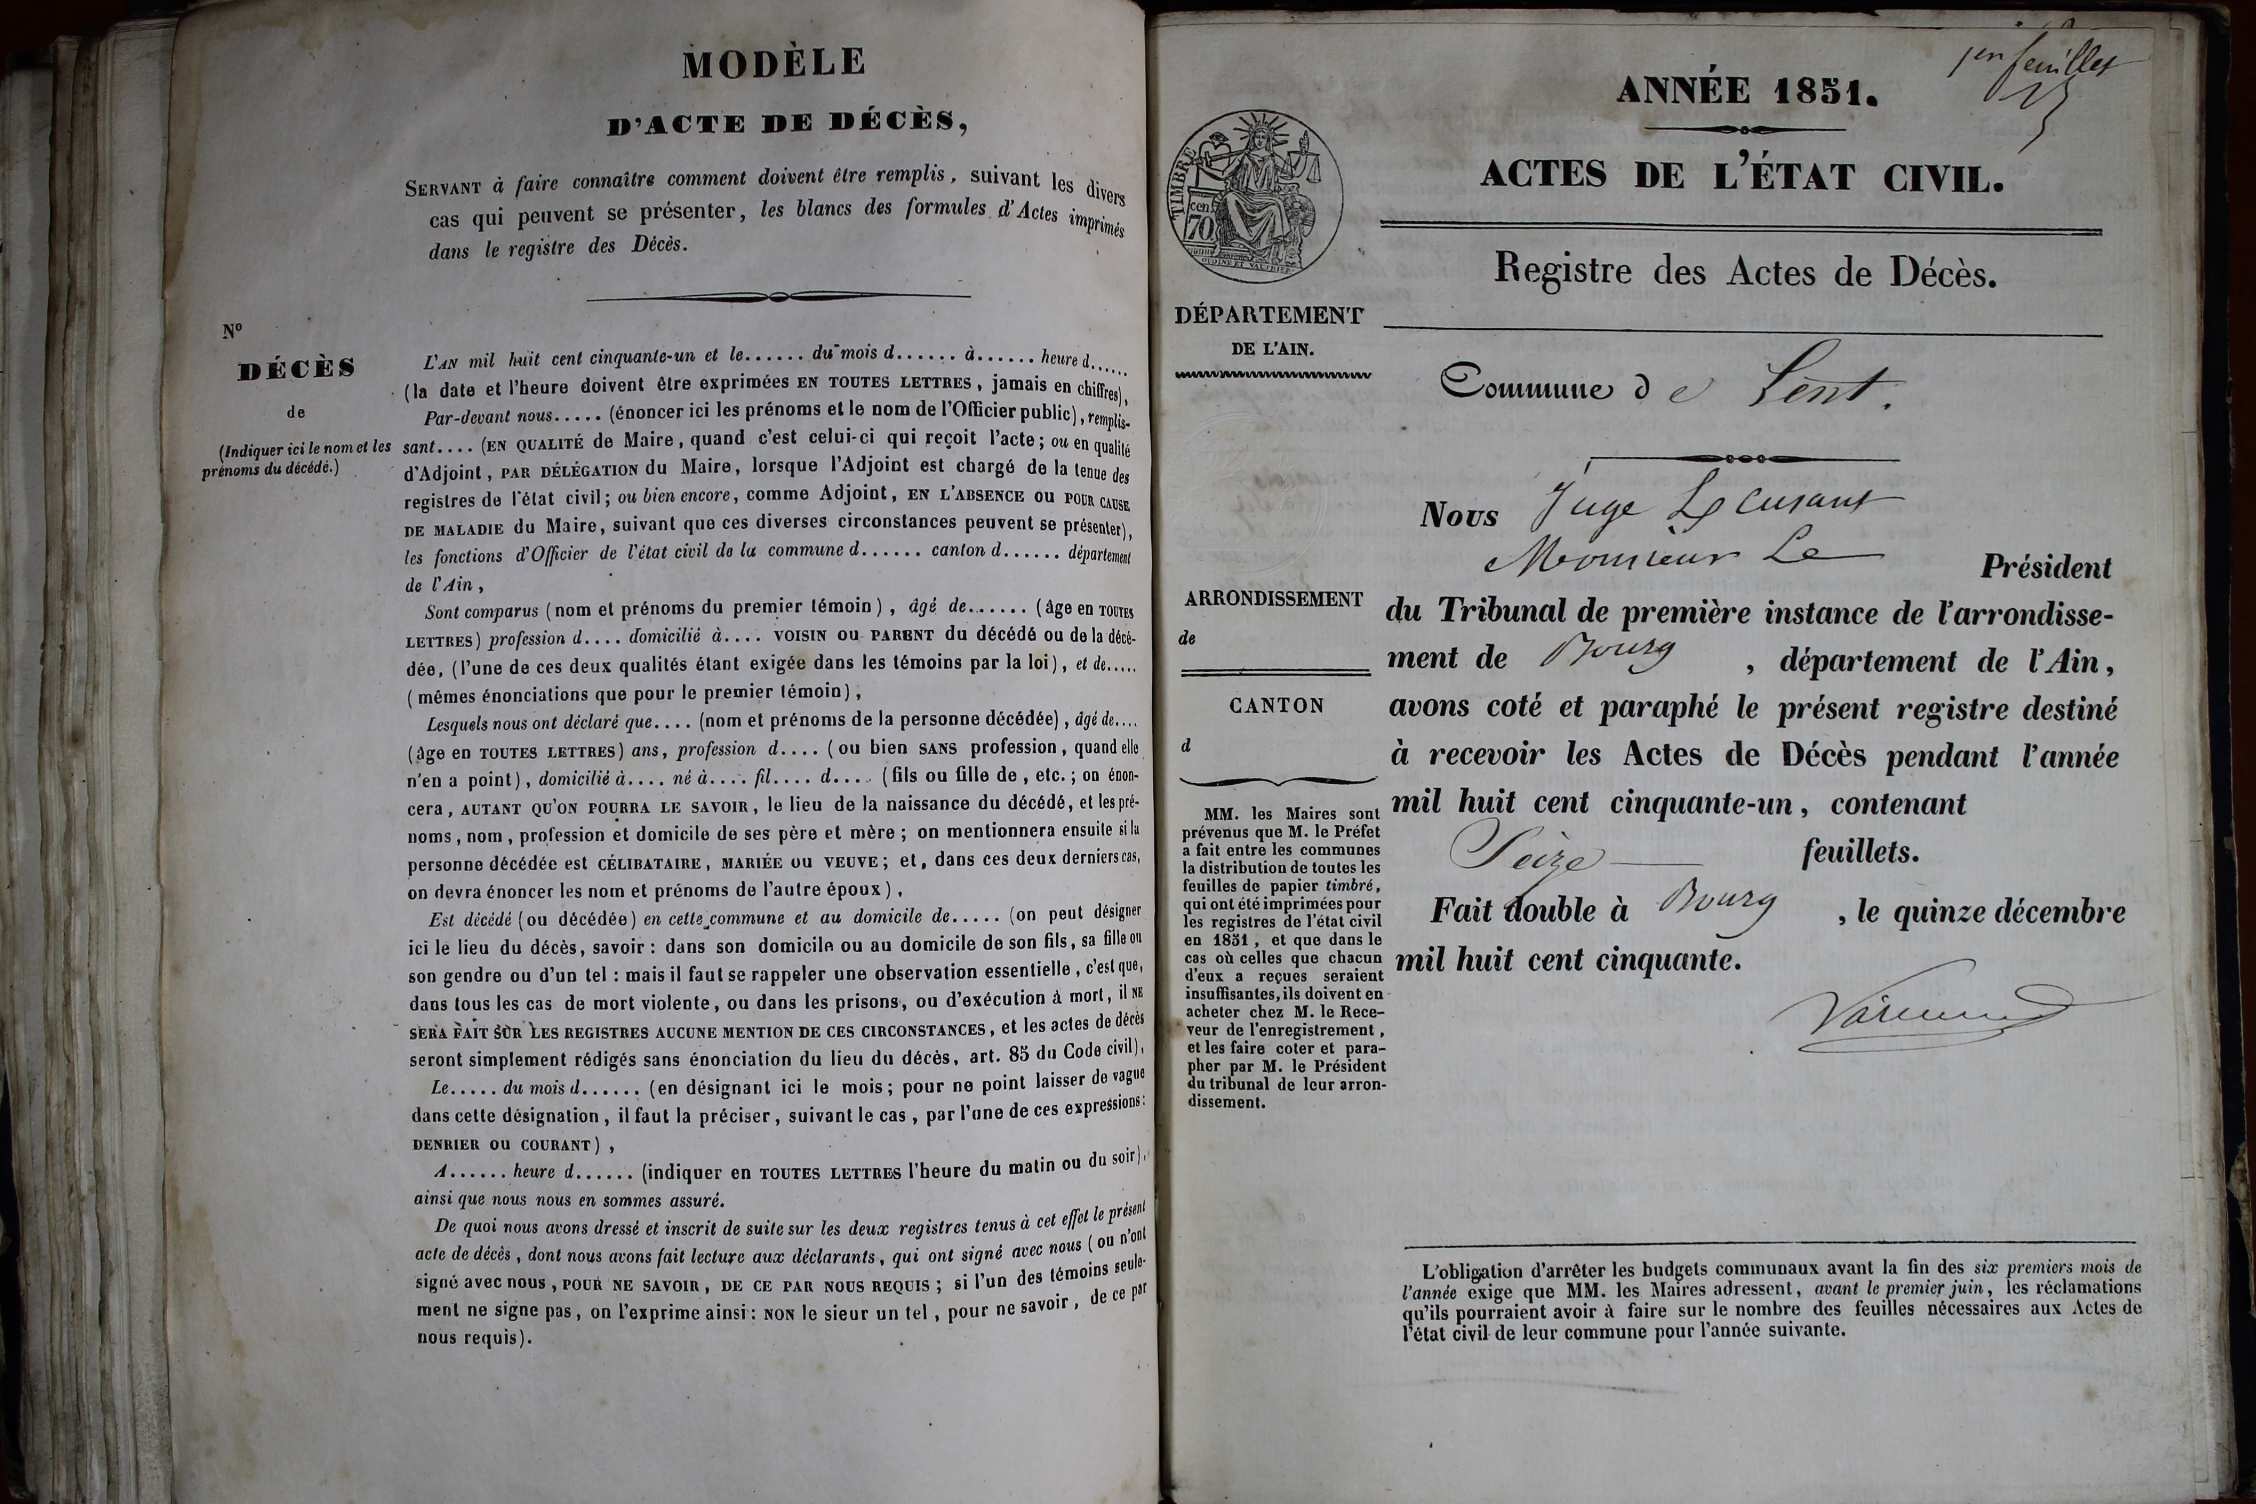 MODÈLE
D'ACTE DE DÉCÈS,
SERVANT à faire connaître comment doivent être remplis, suivant les divers
cas qui peuvent se présenter, les blancs des formules d'Actes imprimés
dans le registre des Décès.
N°
DÉCÈS
de
(Indiquer ici le nom et les
prénoms du décédé.)
L'AN mil huit cent cinquante-un et le...... du mois d...... à...... heure d......
(la date et l'heure doivent être exprimées EN TOUTES LETTRES, jamais en chiffres),
Par-devant nous..... (énoncer ici les prénoms et le nom de l'Officier public), remplis-
sant.... (EN QUALITÉ de Maire, quand c'est celui-ci qui reçoit l'acte; ou en qualité
d'Adjoint, PAR DÉLÉGATION du Maire, lorsque l'Adjoint est chargé de la tenue des
registres de l'état civil; ou bien encore, comme Adjoint, EN L'ABSENCE OU POUR CAUSE
DE MALADIE du Maire, suivant que ces diverses circonstances peuvent se présenter),
les fonctions d'Officier de l'état civil de la commune d...... canton d...... département
de l'Ain,
Sont comparus (nom et prénoms du premier témoin), âgé de....... (âge en TOUTES
LETTRES) profession d.... domicilié à.... VOISIN OU PARENT du décédé ou de la décé-
dée, (l'une de ces deux qualités étant exigée dans les témoins par la loi), et de.....
(mêmes énonciations que pour le premier témoin),
Lesquels nous ont déclaré que.... (nom et prénoms de la personne décédée), âgé de....
(âge en TOUTES LETTRES) ans, profession d.... (ou bien SANS profession, quand elle
n'en a point), domicilié à.... né à.... fil.... d.... (fils ou fille de, etc.; on énon-
cera, AUTANT QU'ON POURRA LE SAVOIR, le lieu de la naissance du décédé, et les pré-
noms, nom, profession et domicile de ses père et mère; on mentionnera ensuite si la
personne décédée est CÉLIBATAIRE, MARIÉE OU VEUVE; et, dans ces deux derniers cas,
on devra énoncer les nom et prénoms de l'autre époux),
Est décédé (ou décédée) en cette commune et au domicile de..... (on peut désigner
ici le lieu du décès, savoir: dans son domicile ou au domicile de son fils, sa fille ou
son gendre ou d'un tel: mais il faut se rappeler une observation essentielle, c'est que,
dans tous les cas de mort violente, ou dans les prisons, ou d'exécution à mort, il NE
SERA FAIT SUR LES REGISTRES AUCUNE MENTION DE CES CIRCONSTANCES, et les actes de décès
seront simplement rédigés sans énonciation du lieu du décès, art. 85 du Code civil),
Le..... du mois d...... (en désignant ici le mois; pour ne point laisser de vague
dans cette désignation, il faut la préciser, suivant le cas, par l'une de ces expressions:
DENRIER OU COURANT),
A...... heure d...... (indiquer en TOUTES LETTRES l'heure du matin ou du soir),
ainsi que nous nous en sommes assuré.
De quoi nous avons dressé et inscrit de suite sur les deux registres tenus à cet effet le présent
acte de décès, dont nous avons fait lecture aux déclarants, qui ont signé avec nous (ou n'ont
signé avec nous, POUR NE SAVOIR, DE CE PAR NOUS REQUIS; si l'un des témoins seule-
ment ne signe pas, on l'exprime ainsi: NON le sieur un tel, pour ne savoir, de ce par
nous requis).
1er feuillet
ANNÉE 1851.
ACTES DE L'ÉTAT CIVIL.
TIMBRE
70
cen
Registre des Actes de Décès.
DÉPARTEMENT
DE L'AIN.
Commune de Lent.
Nous Juge
Monsieur Le Président
ARRONDISSEMENT
de
CANTON
d
du Tribunal de première instance de l'arrondisse-
ment de Bourg, département de l'Ain,
avons coté et paraphé le présent registre destiné
à recevoir les Actes de Décès pendant l'année
mil huit cent cinquante-un, contenant
Seize feuillets.
Fait double à Bourg, le quinze décembre
mil huit cent cinquante.
MM. les Maires sont
prévenus que M. le Préfet
a fait entre les communes
la distribution de toutes les
feuilles de papier timbré,
qui ont été imprimées pour
les registres de l'état civil
en 1851, et que dans le
cas où celles que chacun
d'eux a reçues seraient
insuffisantes, ils doivent en
acheter chez M. le Rece-
veur de l'enregistrement,
et les faire coter et para-
pher par M. le Président
du tribunal de leur arron-
dissement.
L'obligation d'arrêter les budgets communaux avant la fin des six premiers mois de
l'année exige que MM. les Maires adressent, avant le premier juin, les réclamations
qu'ils pourraient avoir à faire sur le nombre des feuilles nécessaires aux Actes de
l'état civil de leur commune pour l'année suivante.